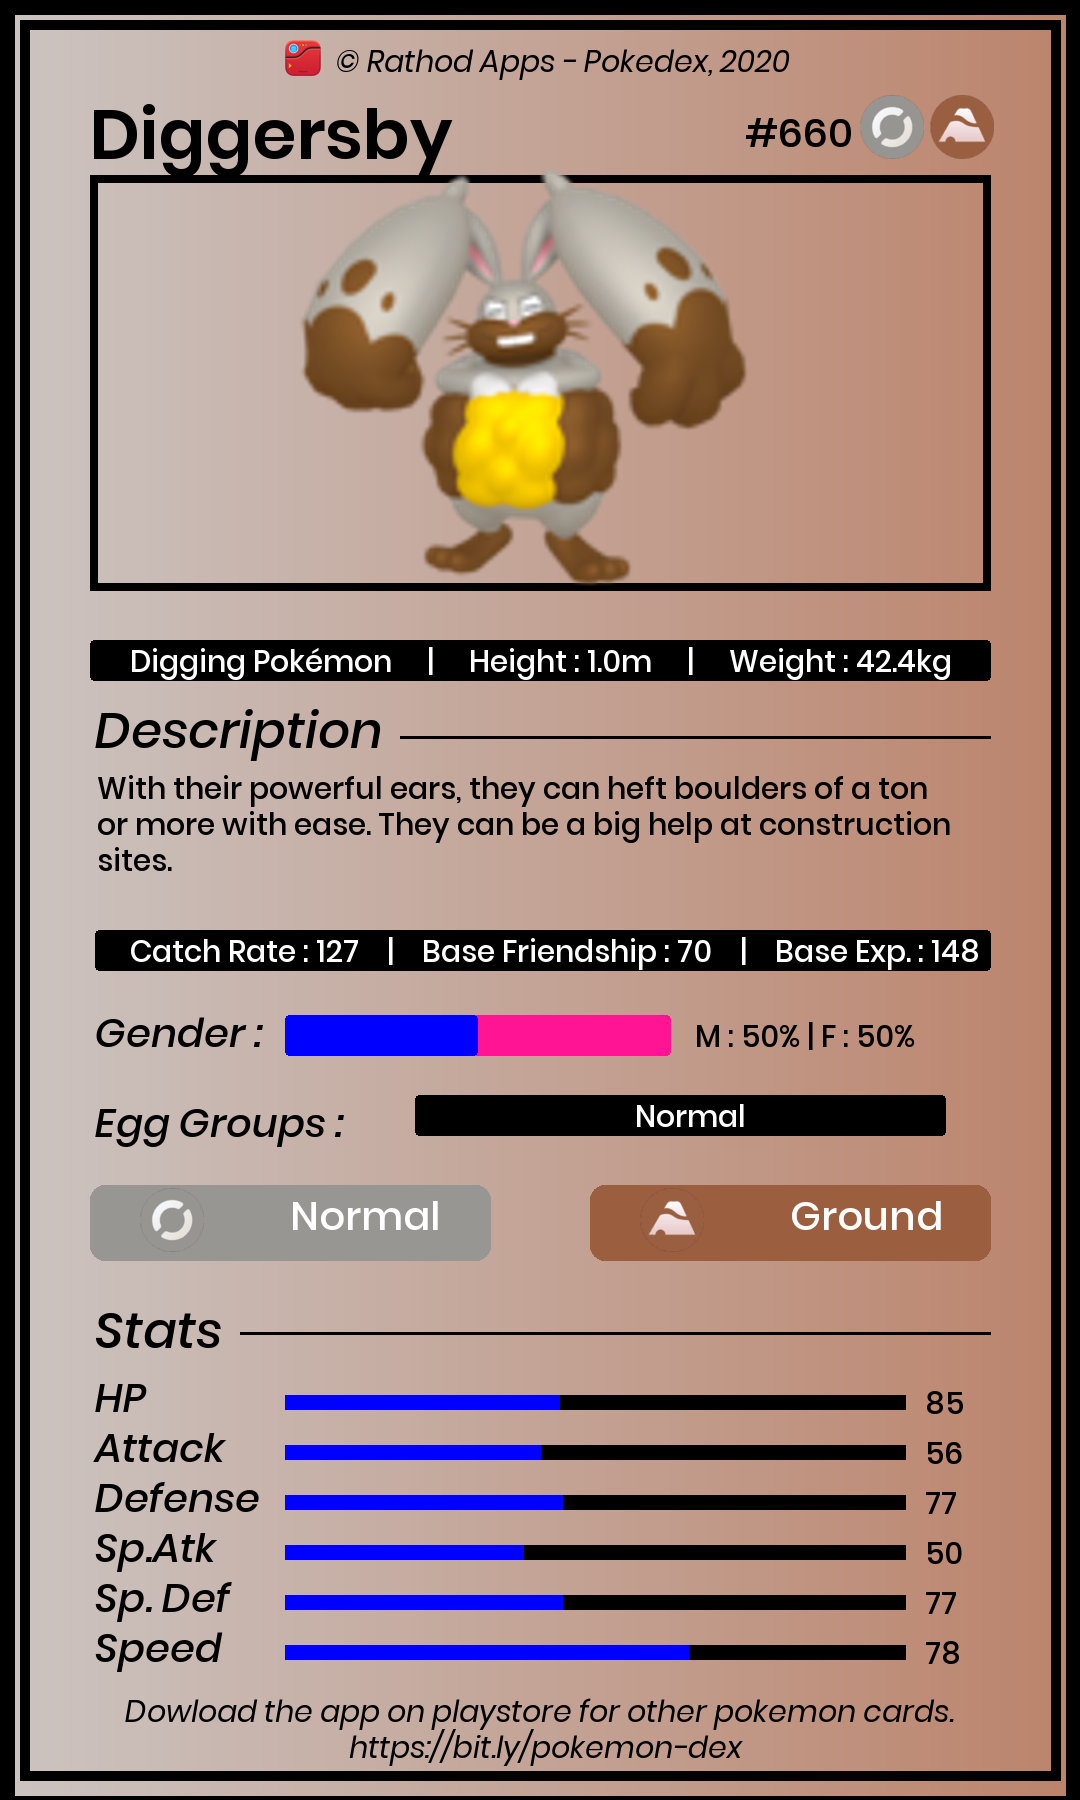 © Rathod Apps - Pokedex, 2020
Diggersby
#660
Digging Pokémon | Height : 1.0m | Weight : 42.4kg
Description
With their powerful ears, they can heft boulders of a ton
or more with ease. They can be a big help at construction
sites.
Catch Rate : 127 | Base Friendship : 70 | Base Exp. : 148
Gender : M : 50% | F : 50%
Egg Groups : Normal
Normal Ground
Stats
HP 85
Attack 56
Defense 77
Sp.Atk 50
Sp. Def 77
Speed 78
Dowload the app on playstore for other pokemon cards.
https://bit.ly/pokemon-dex